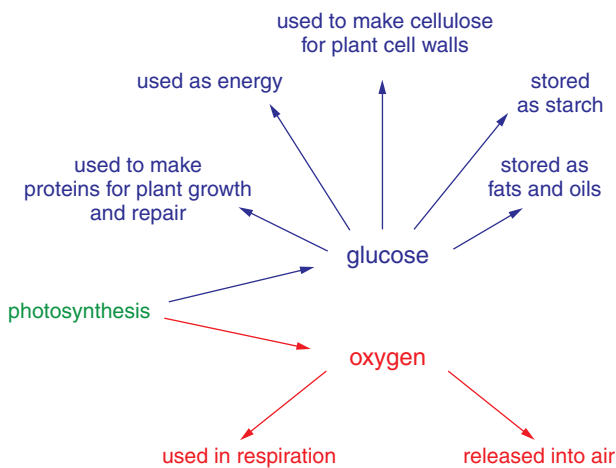 used to make cellulose
for plant cell walls
used as energy
stored
as starch
used to make
proteins for plant growth
and repair
stored as
fats and oils
glucose
photosynthesis
oxygen
used in respiration
released into air